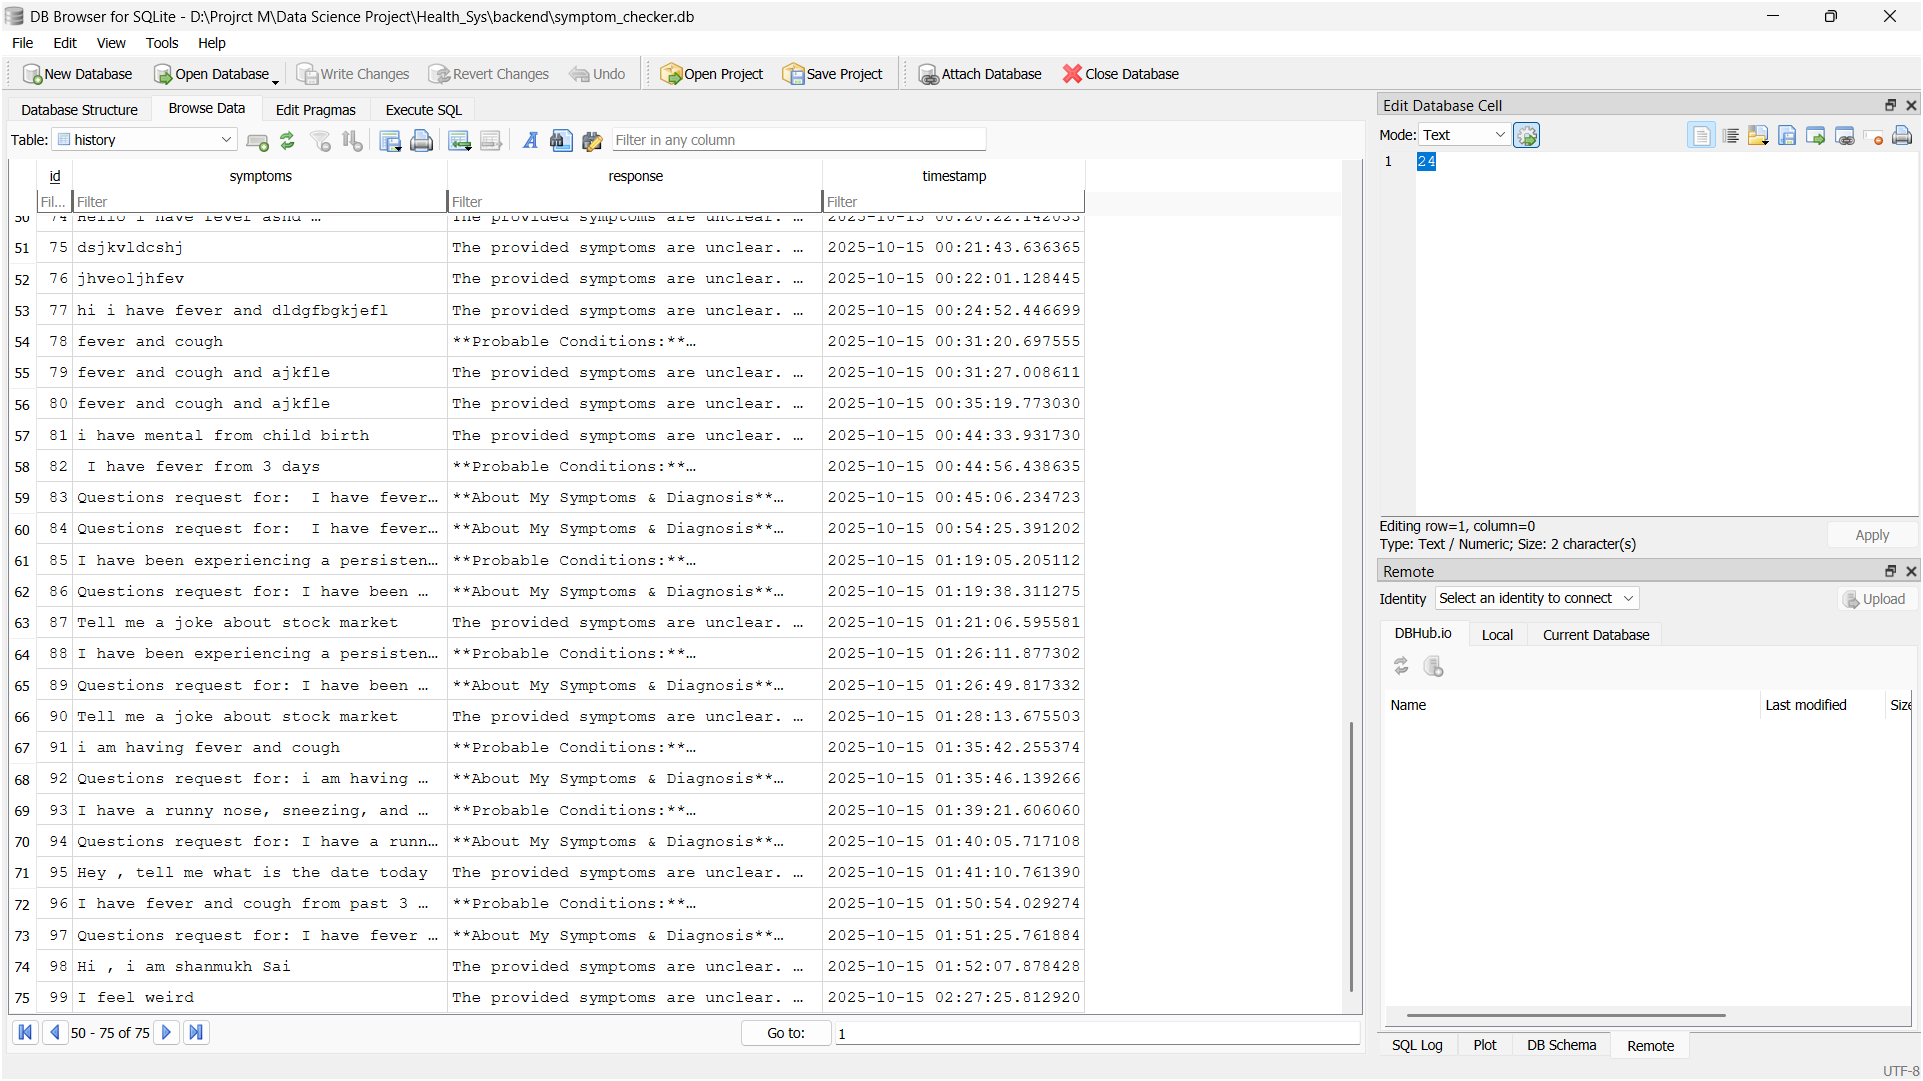 DB Browser for SQLite - D:\Projrct M\Data Science Project\Health_Sys\backend\symptom_checker.db
File Edit View Tools Help
New Database Open Database Write Changes Revert Changes Undo Open Project Save Project Attach Database Close Database
Database Structure Browse Data Edit Pragmas Execute SQL
Table: history Filter in any column
id symptoms response timestamp
Fil... Filter Filter Filter
50 74 Hello i have fever ashd … The provided symptoms are unclear. … 2025-10-15 00:20:22.142035
51 75 dsjkvldcshj The provided symptoms are unclear. … 2025-10-15 00:21:43.636365
52 76 jhveoljhfev The provided symptoms are unclear. … 2025-10-15 00:22:01.128445
53 77 hi i have fever and dldgfbgkjefl The provided symptoms are unclear. … 2025-10-15 00:24:52.446699
54 78 fever and cough **Probable Conditions:**… 2025-10-15 00:31:20.697555
55 79 fever and cough and ajkfle The provided symptoms are unclear. … 2025-10-15 00:31:27.008611
56 80 fever and cough and ajkfle The provided symptoms are unclear. … 2025-10-15 00:35:19.773030
57 81 i have mental from child birth The provided symptoms are unclear. … 2025-10-15 00:44:33.931730
58 82 I have fever from 3 days **Probable Conditions:**… 2025-10-15 00:44:56.438635
59 83 Questions request for: I have fever… **About My Symptoms & Diagnosis**… 2025-10-15 00:45:06.234723
60 84 Questions request for: I have fever… **About My Symptoms & Diagnosis**… 2025-10-15 00:54:25.391202
61 85 I have been experiencing a persisten… **Probable Conditions:**… 2025-10-15 01:19:05.205112
62 86 Questions request for: I have been … **About My Symptoms & Diagnosis**… 2025-10-15 01:19:38.311275
63 87 Tell me a joke about stock market The provided symptoms are unclear. … 2025-10-15 01:21:06.595581
64 88 I have been experiencing a persisten… **Probable Conditions:**… 2025-10-15 01:26:11.877302
65 89 Questions request for: I have been … **About My Symptoms & Diagnosis**… 2025-10-15 01:26:49.817332
66 90 Tell me a joke about stock market The provided symptoms are unclear. … 2025-10-15 01:28:13.675503
67 91 i am having fever and cough **Probable Conditions:**… 2025-10-15 01:35:42.255374
68 92 Questions request for: i am having … **About My Symptoms & Diagnosis**… 2025-10-15 01:35:46.139266
69 93 I have a runny nose, sneezing, and … **Probable Conditions:**… 2025-10-15 01:39:21.606060
70 94 Questions request for: I have a runn… **About My Symptoms & Diagnosis**… 2025-10-15 01:40:05.717108
71 95 Hey , tell me what is the date today The provided symptoms are unclear. … 2025-10-15 01:41:10.761390
72 96 I have fever and cough from past 3 … **Probable Conditions:**… 2025-10-15 01:50:54.029274
73 97 Questions request for: I have fever … **About My Symptoms & Diagnosis**… 2025-10-15 01:51:25.761884
74 98 Hi , i am shanmukh Sai The provided symptoms are unclear. … 2025-10-15 01:52:07.878428
75 99 I feel weird The provided symptoms are unclear. … 2025-10-15 02:27:25.812920
50 - 75 of 75 Go to: 1
Edit Database Cell
Mode: Text
1 24
Editing row=1, column=0
Type: Text / Numeric; Size: 2 character(s)
Apply
Remote
Identity Select an identity to connect Upload
DBHub.io Local Current Database
Name Last modified Size
SQL Log Plot DB Schema Remote
UTF-8